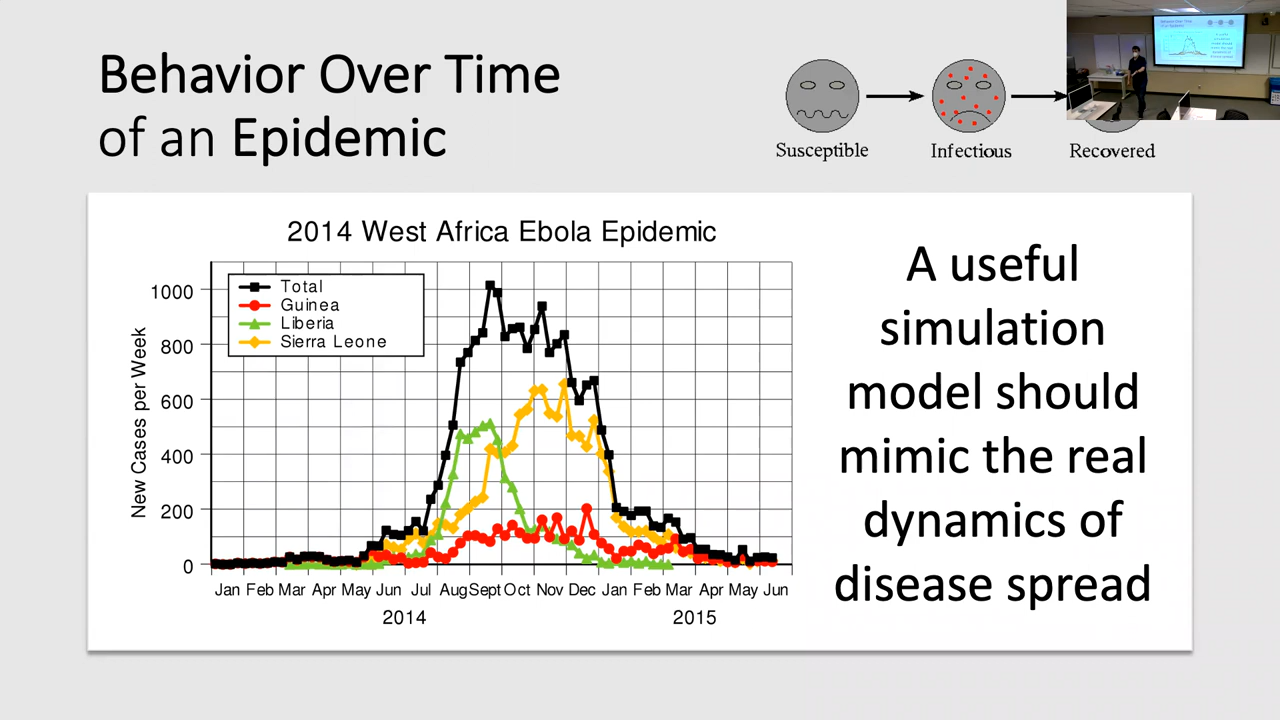 Behavior Over Time
of an Epidemic
Susceptible
Infectious
Recovered
2014 West Africa Ebola Epidemic
Total
Guinea
Liberia
Sierra Leone
New Cases per Week
1000
800
600
400
200
0
Jan Feb Mar Apr May Jun Jul Aug Sept Oct Nov Dec Jan Feb Mar Apr May Jun
2014 2015
A useful
simulation
model should
mimic the real
dynamics of
disease spread